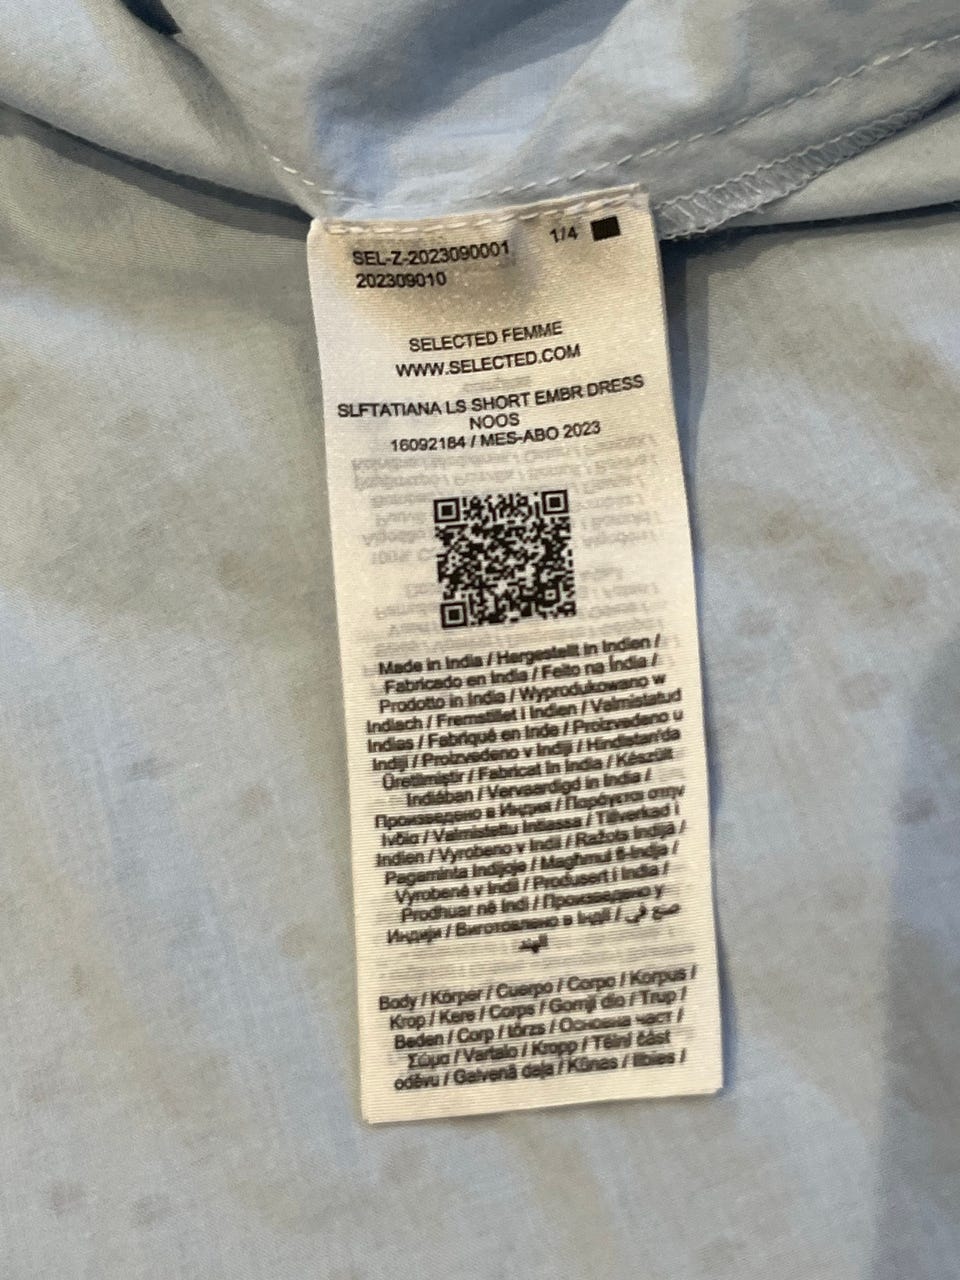 1/4
SEL-Z-2023090001
202309010
SELECTED FEMME
WWW.SELECTED.COM
SLFTATIANA LS SHORT EMBR DRESS
NOOS
16092184 / MES-ABO 2023
Made in India / Hergestellt in Indien /
Fabricado en India / Feito na Índia /
Prodotto in India / Wyprodukowano w
Indiach / Fremstillet i Indien / Valmistatud
Indias / Fabriqué en Inde / Proizvedeno u
Indiji / Proizvedeno v Indiji / Hindistan'da
Üretilmiştir / Fabricat în India / Készült
Indiában / Vervaardigd in India /
Произведено в Индия / Παράγεται στην
Ινδία / Valmistettu Intiassa / Tillverkad i
Indien / Vyrobeno v Indii / Ražots Indijā /
Pagaminta Indijoje / Magħmul fl-Indja /
Vyrobené v Indii / Produsert i India /
Prodhuar në Indi / Произведено у
Индији / Виготовлено в Індії / صنع في
الهند
Body / Körper / Cuerpo / Corpo / Korpus /
Krop / Kere / Corps / Gornji dio / Trup /
Beden / Corp / törzs / Основна част /
Σώμα / Vartalo / Kropp / Tělní část
oděvu / Galvenā daļa / Kūnas / Ilbies /